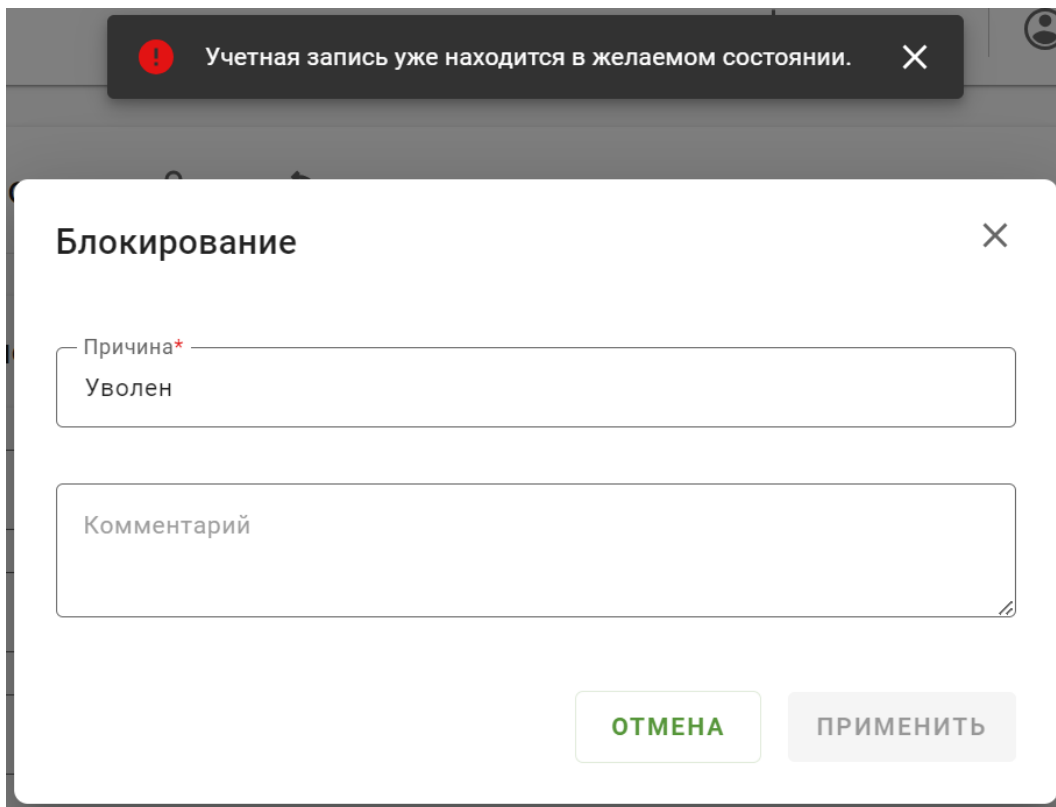 Учетная запись уже находится в желаемом состоянии.
Блокирование
Причина*
Уволен
Комментарий
ОТМЕНА
ПРИМЕНИТЬ